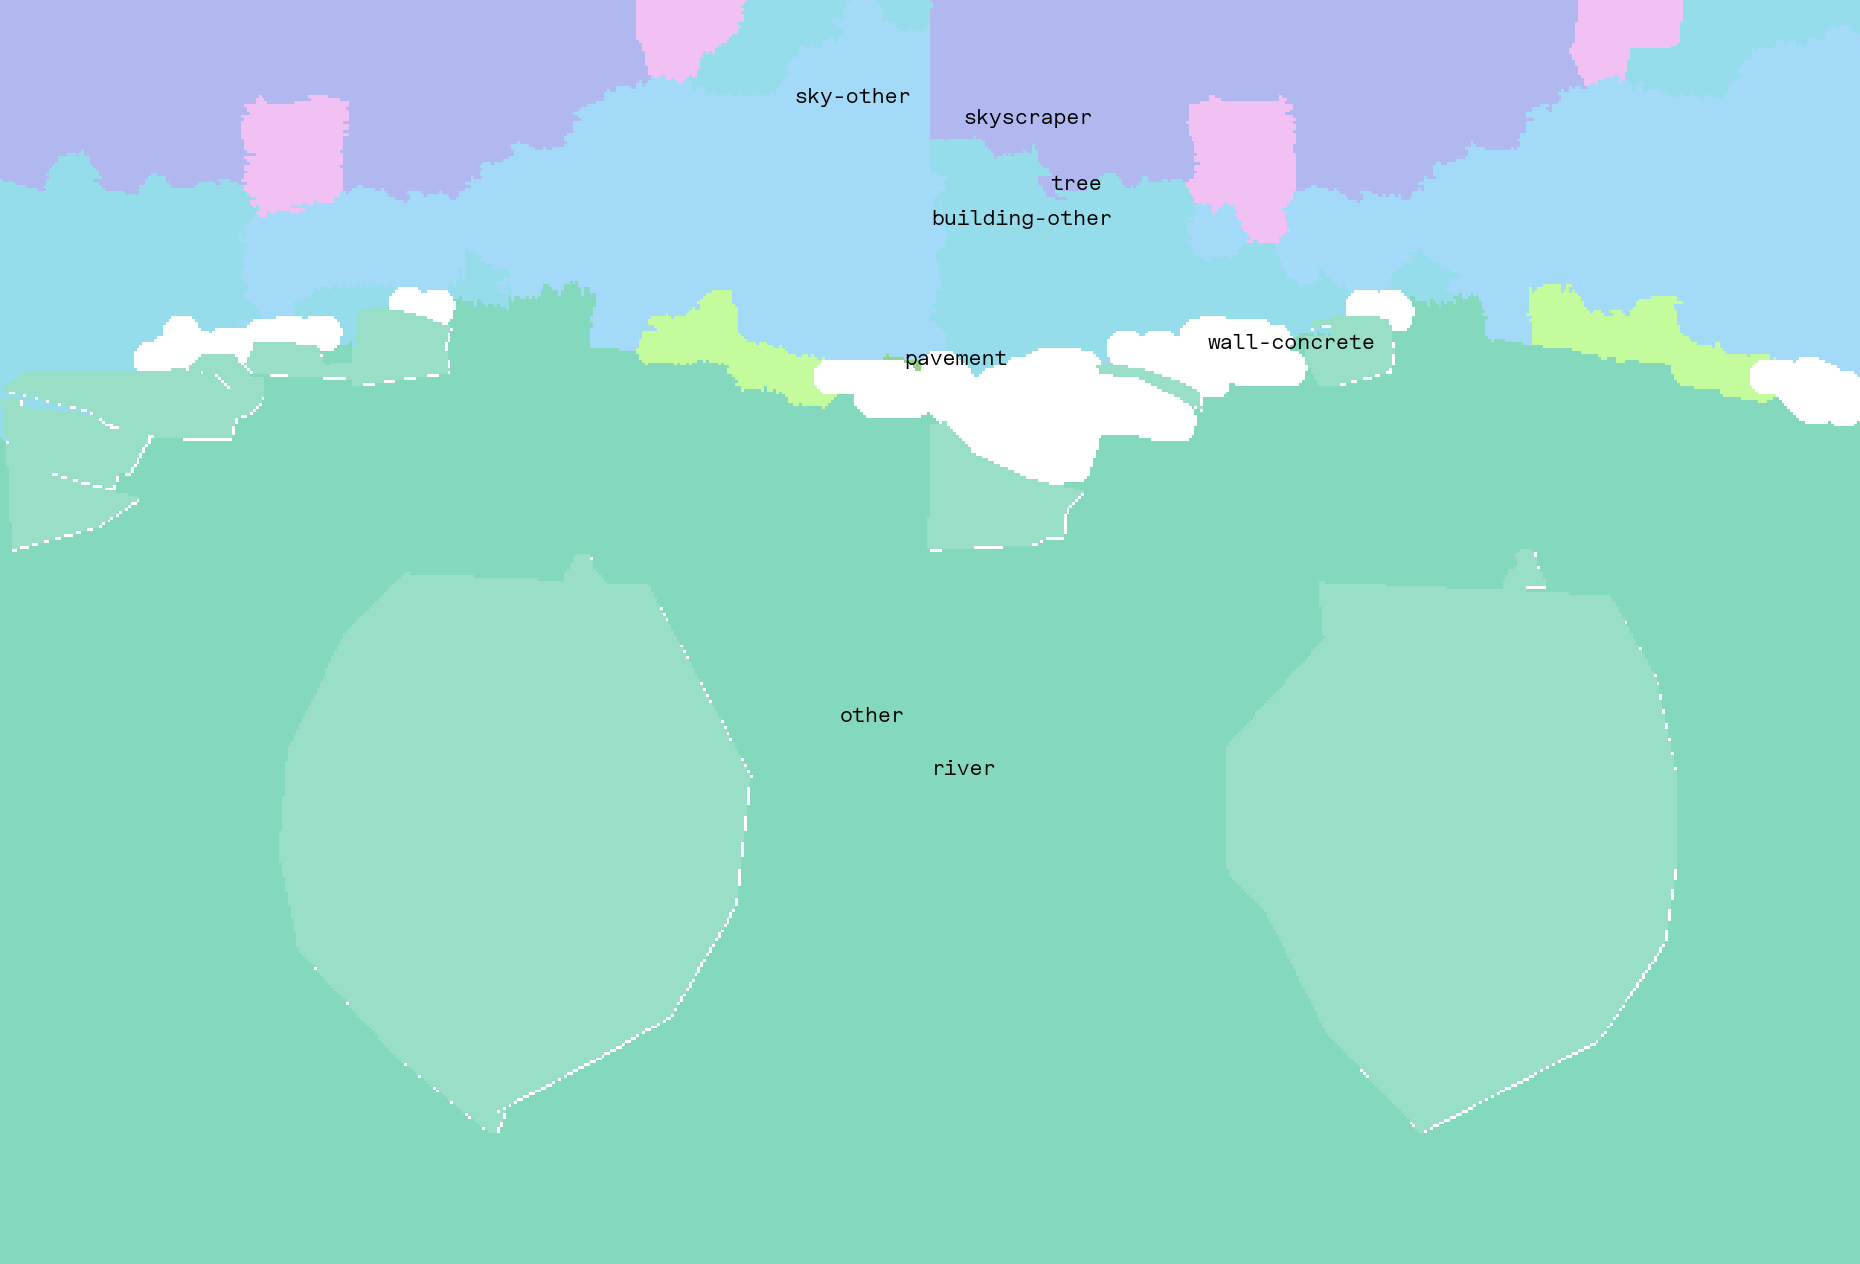 sky-other
skyscraper
tree
building-other
wall-concrete
pavement
other
river